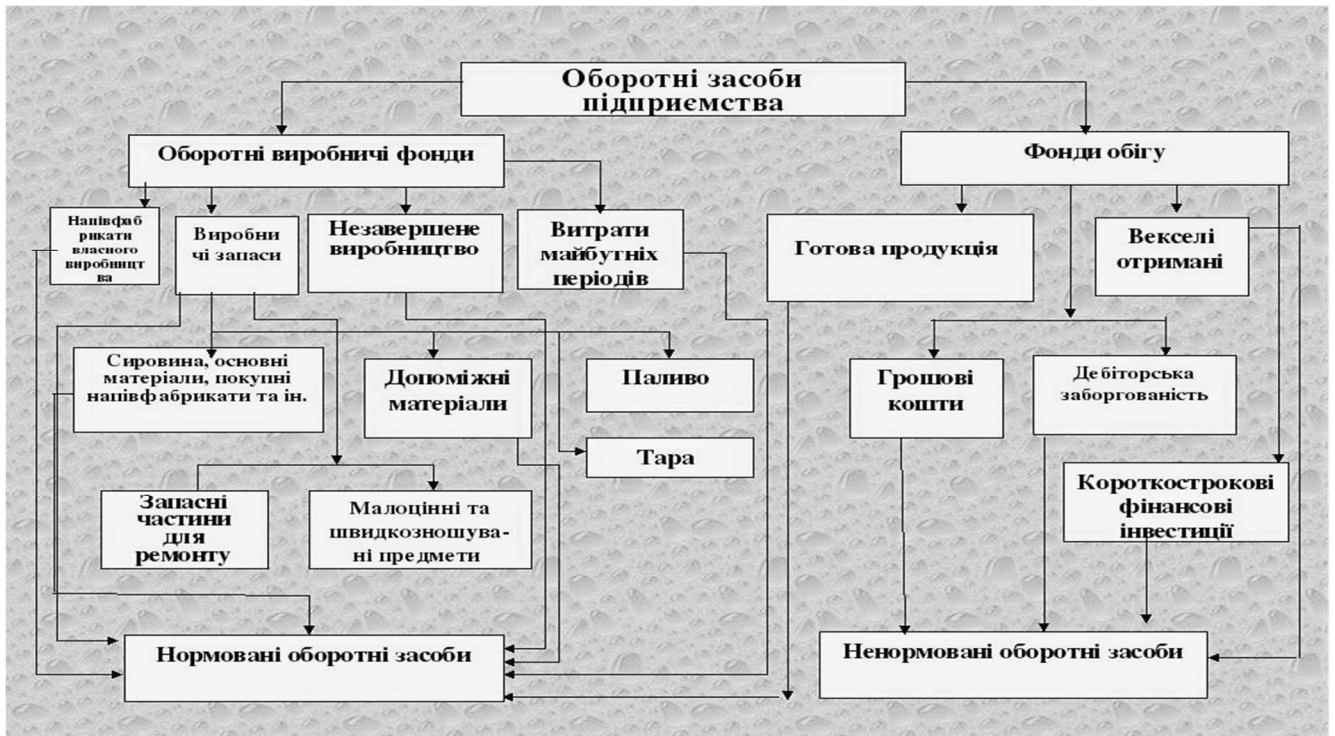 Оборотні засоби
підприємства
Оборотні виробничі фонди
Фонди обігу
Напівфаб
рикати
власного
виробницт
ва
Виробни
чі запаси
Незавершене
виробництво
Витрати
майбутніх
періодів
Готова продукція
Векселі
отримані
Сировина, основні
матеріали, покупні
напівфабрикати та ін.
Допоміжні
матеріали
Паливо
Грошові
кошти
Дебіторська
заборгованість
Тара
Запасні
частини
для
ремонту
Малоцінні та
швидкозношува-
ні предмети
Короткострокові
фінансові
інвестиції
Нормовані оборотні засоби
Ненормовані оборотні засоби